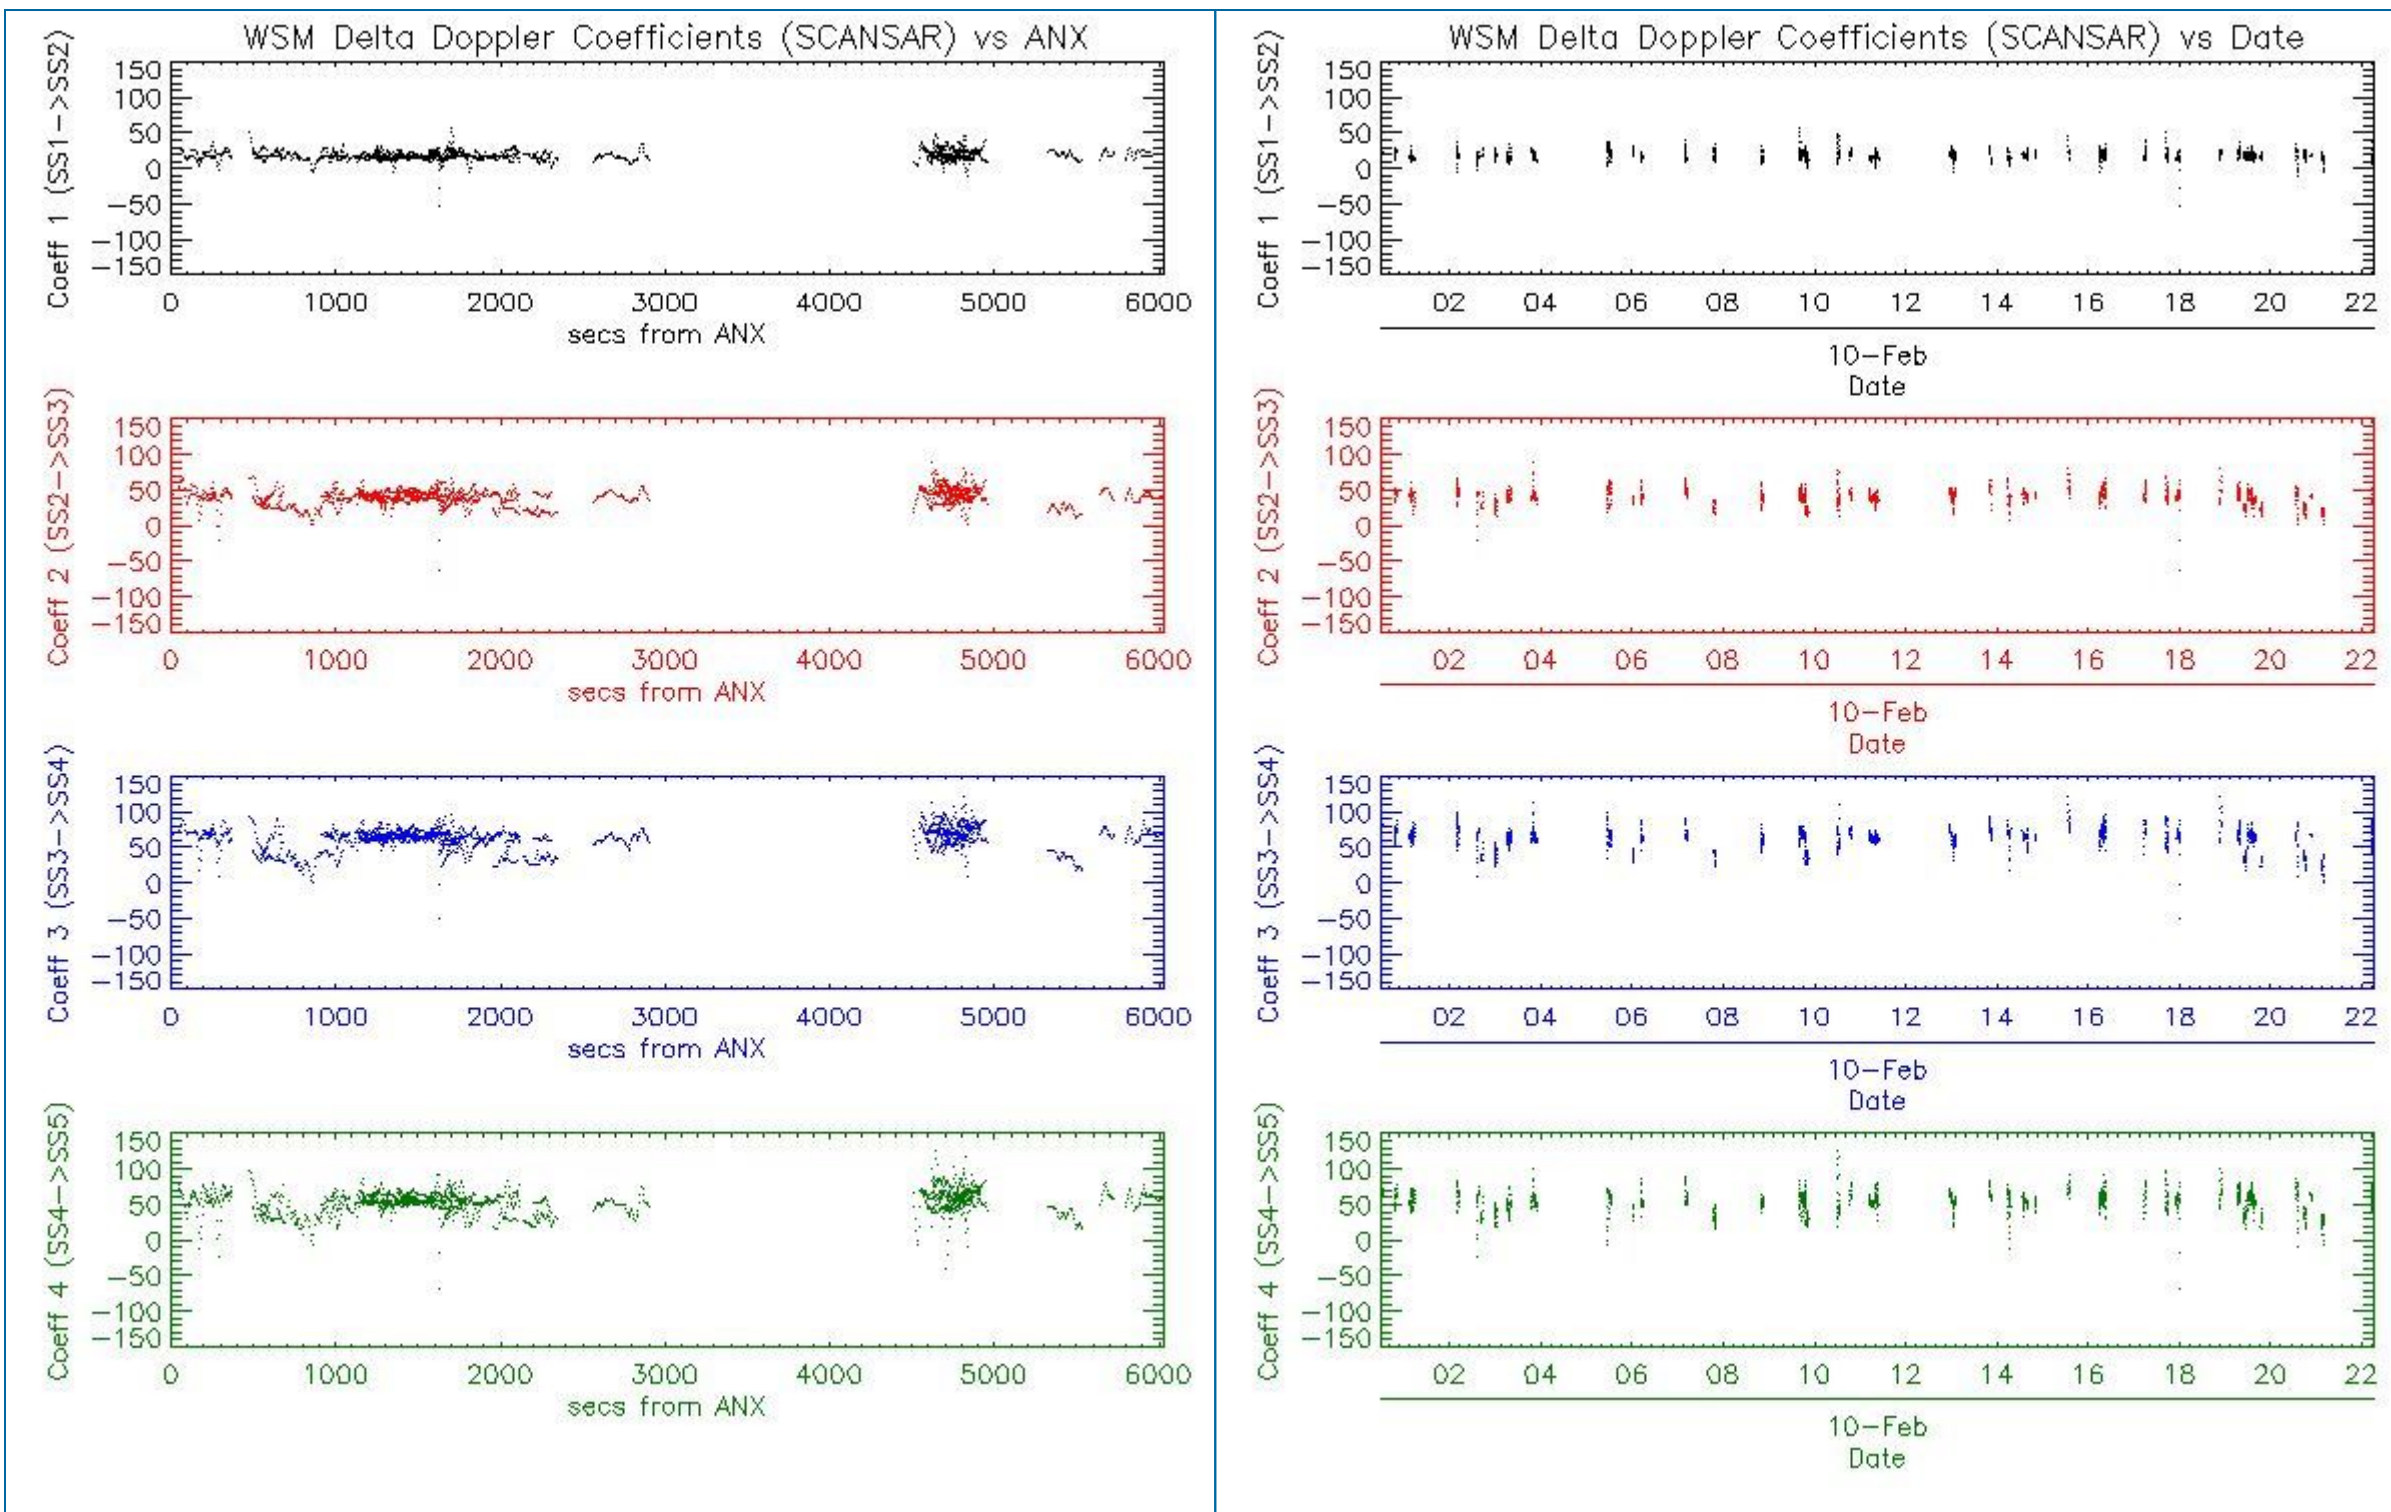 WSM Delta Doppler Coefficients (SCANSAR) vs ANX
Coeff 1 (SS1->SS2)
150
100
50
0
-50
-100
-150
0 1000 2000 3000 4000 5000 6000
secs from ANX
Coeff 2 (SS2->SS3)
150
100
50
0
-50
-100
-150
0 1000 2000 3000 4000 5000 6000
secs from ANX
Coeff 3 (SS3->SS4)
150
100
50
0
-50
-100
-150
0 1000 2000 3000 4000 5000 6000
secs from ANX
Coeff 4 (SS4->SS5)
150
100
50
0
-50
-100
-150
0 1000 2000 3000 4000 5000 6000
secs from ANX
WSM Delta Doppler Coefficients (SCANSAR) vs Date
Coeff 1 (SS1->SS2)
150
100
50
0
-50
-100
-150
02 04 06 08 10 12 14 16 18 20 22
10-Feb
Date
Coeff 2 (SS2->SS3)
150
100
50
0
-50
-100
-150
02 04 06 08 10 12 14 16 18 20 22
10-Feb
Date
Coeff 3 (SS3->SS4)
150
100
50
0
-50
-100
-150
02 04 06 08 10 12 14 16 18 20 22
10-Feb
Date
Coeff 4 (SS4->SS5)
150
100
50
0
-50
-100
-150
02 04 06 08 10 12 14 16 18 20 22
10-Feb
Date